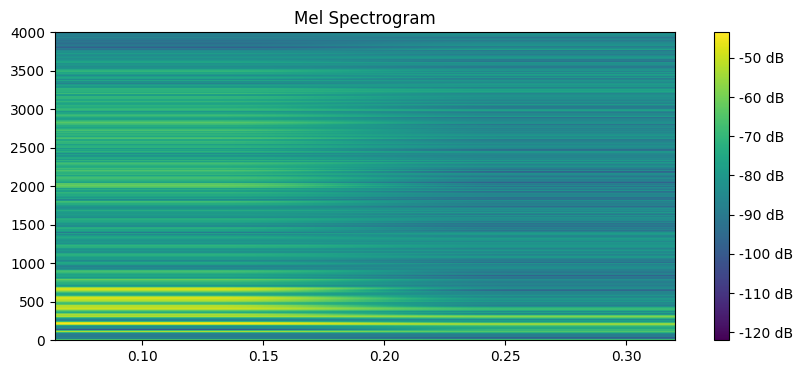 Mel Spectrogram
4000
3500
3000
2500
2000
1500
1000
500
0
0.10 0.15 0.20 0.25 0.30
-50 dB
-60 dB
-70 dB
-80 dB
-90 dB
-100 dB
-110 dB
-120 dB